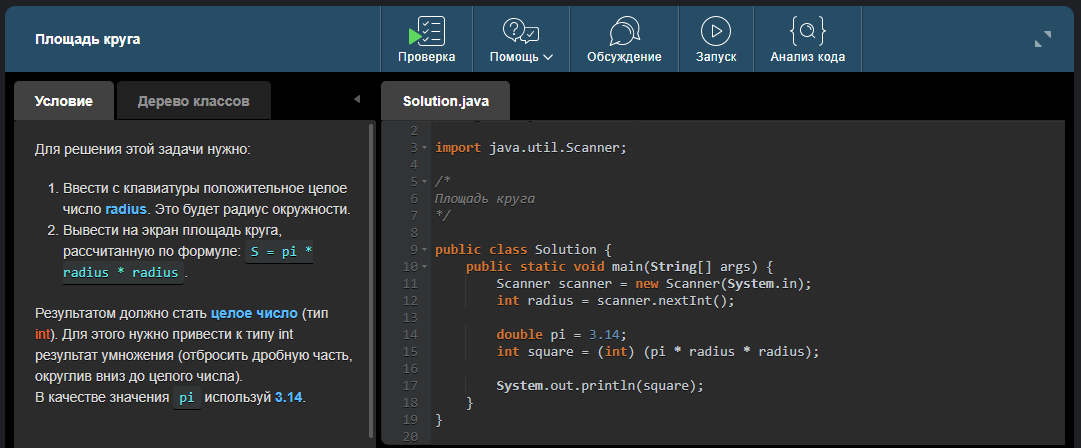 Площадь круга
Проверка
Помощь
Обсуждение
Запуск
Анализ кода
Условие
Дерево классов
Для решения этой задачи нужно:
1. Ввести с клавиатуры положительное целое
число radius. Это будет радиус окружности.
2. Вывести на экран площадь круга,
рассчитанную по формуле: S = pi *
radius * radius.
Результатом должно стать целое число (тип
int). Для этого нужно привести к типу int
результат умножения (отбросить дробную часть,
округлив вниз до целого числа).
В качестве значения pi используй 3.14.
Solution.java
2
3 import java.util.Scanner;
4
5 /*
6 Площадь круга
7 */
8
9 public class Solution {
10 public static void main(String[] args) {
11 Scanner scanner = new Scanner(System.in);
12 int radius = scanner.nextInt();
13
14 double pi = 3.14;
15 int square = (int) (pi * radius * radius);
16
17 System.out.println(square);
18 }
19 }
20